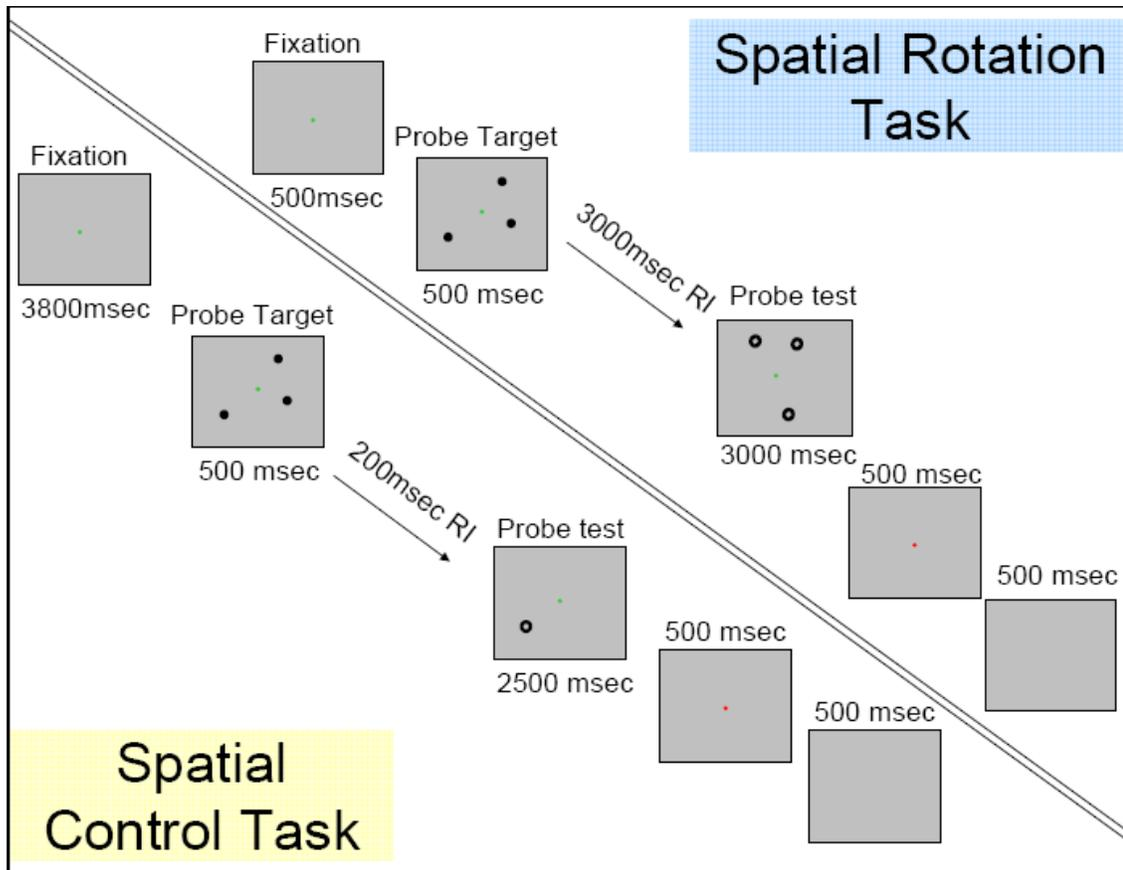 Spatial Rotation
Task
Fixation
500msec
Probe Target
500 msec
3000msec RI
Probe test
3000 msec
500 msec
500 msec
Fixation
3800msec
Probe Target
500 msec
200msec RI
Probe test
2500 msec
500 msec
500 msec
Spatial
Control Task